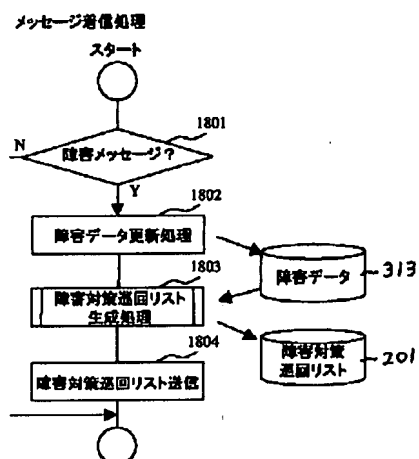 メッセージ着信処理
スタート
1801
N
障害メッセージ？
Y
1802
障害データ更新処理
1803
障害データ
313
障害対策巡回リスト
生成処理
1804
障害対策
巡回リスト
201
障害対策巡回リスト送信